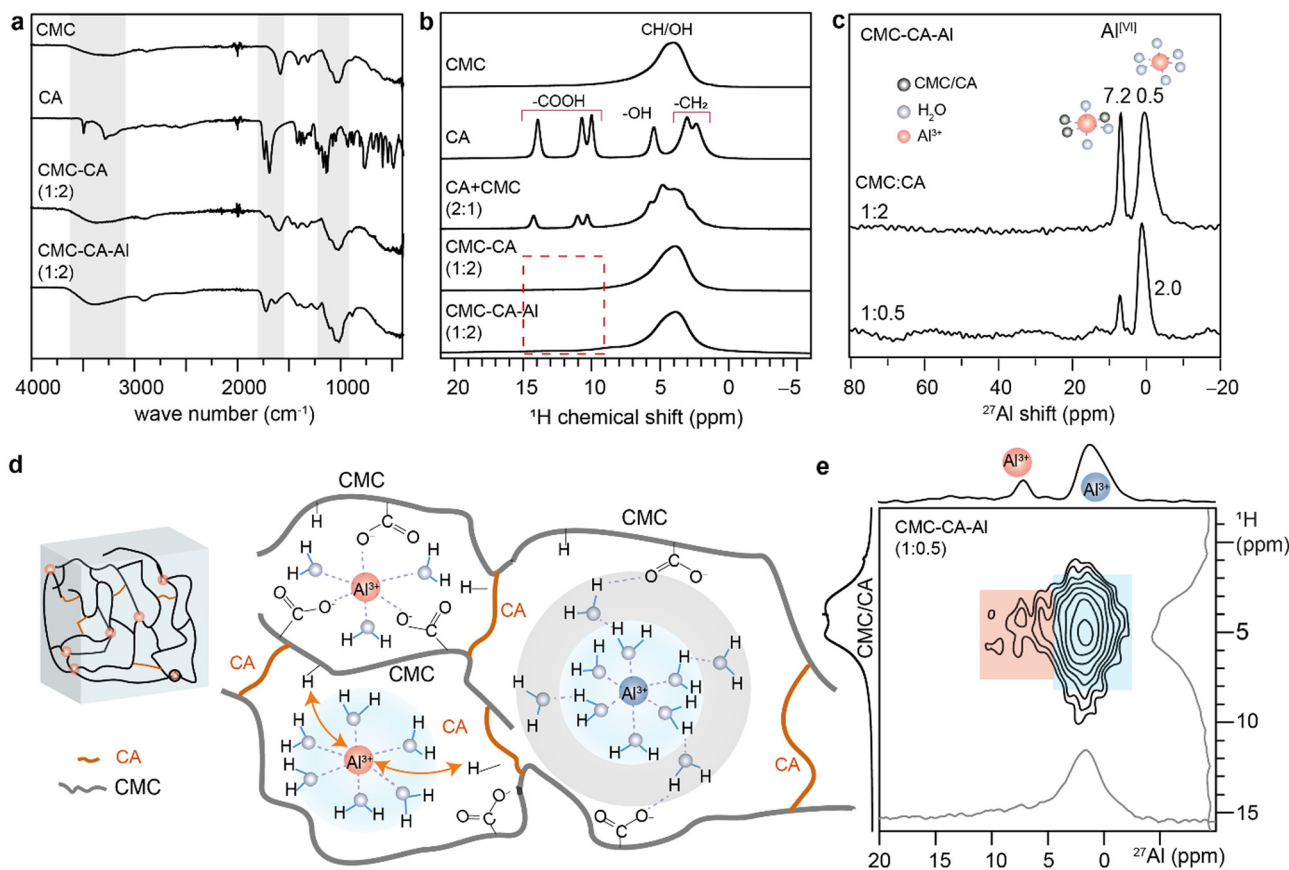 a
CMC
CA
CMC-CA
(1:2)
CMC-CA-Al
(1:2)
4000 3000 2000 1000
wave number (cm⁻¹)
b
CH/OH
CMC
-COOH
-OH
-CH₂
CA
CA+CMC
(2:1)
CMC-CA
(1:2)
CMC-CA-Al
(1:2)
20 15 10 5 0 −5
¹H chemical shift (ppm)
c
CMC-CA-Al
Al[VI]
CMC/CA
H₂O
Al³⁺
7.2 0.5
CMC:CA
1:2
1:0.5
2.0
80 60 40 20 0 −20
²⁷Al shift (ppm)
d
CA
CMC
CMC
H
C
O
O⁻
H
H
H
H
Al³⁺
O⁻
O⁻
O
C
C
O
H
H
H
CA
CA
CMC
H
CA
H
H
H
H
H
H
H
Al³⁺
H
H
H
H
H
H
H
O⁻
C
O
CMC
H
C
O
O⁻
H
H
H
H
H
H
H
H
H
H
Al³⁺
H
H
H
H
H
H
H
H
O
C
O⁻
CA
e
Al³⁺
Al³⁺
CMC-CA-Al
(1:0.5)
CMC/CA
¹H
(ppm)
5
10
15
20 15 10 5 0 ²⁷Al (ppm)